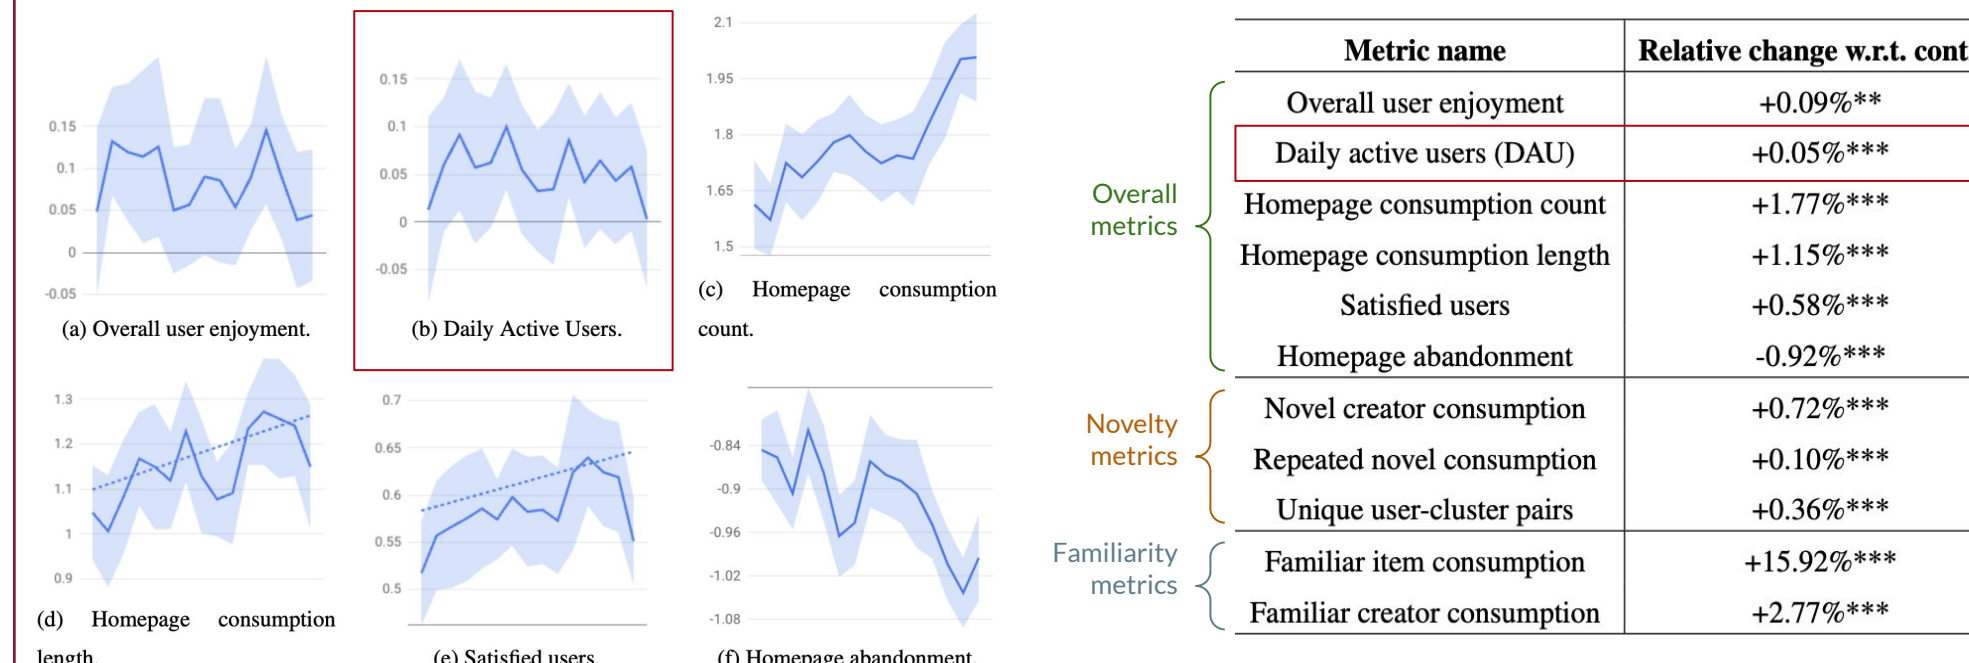 0.15
0.1
0.05
0
-0.05
(a) Overall user enjoyment.
0.15
0.1
0.05
0
-0.05
(b) Daily Active Users.
2.1
1.95
1.8
1.65
1.5
(c) Homepage consumption
count.
1.3
1.2
1.1
1
0.9
(d) Homepage consumption
length.
0.7
0.65
0.6
0.55
0.5
(e) Satisfied users.
-0.84
-0.9
-0.96
-1.02
-1.08
(f) Homepage abandonment.
Overall
metrics
Novelty
metrics
Familiarity
metrics
Metric name Relative change w.r.t. cont
Overall user enjoyment +0.09%**
Daily active users (DAU) +0.05%***
Homepage consumption count +1.77%***
Homepage consumption length +1.15%***
Satisfied users +0.58%***
Homepage abandonment -0.92%***
Novel creator consumption +0.72%***
Repeated novel consumption +0.10%***
Unique user-cluster pairs +0.36%***
Familiar item consumption +15.92%***
Familiar creator consumption +2.77%***